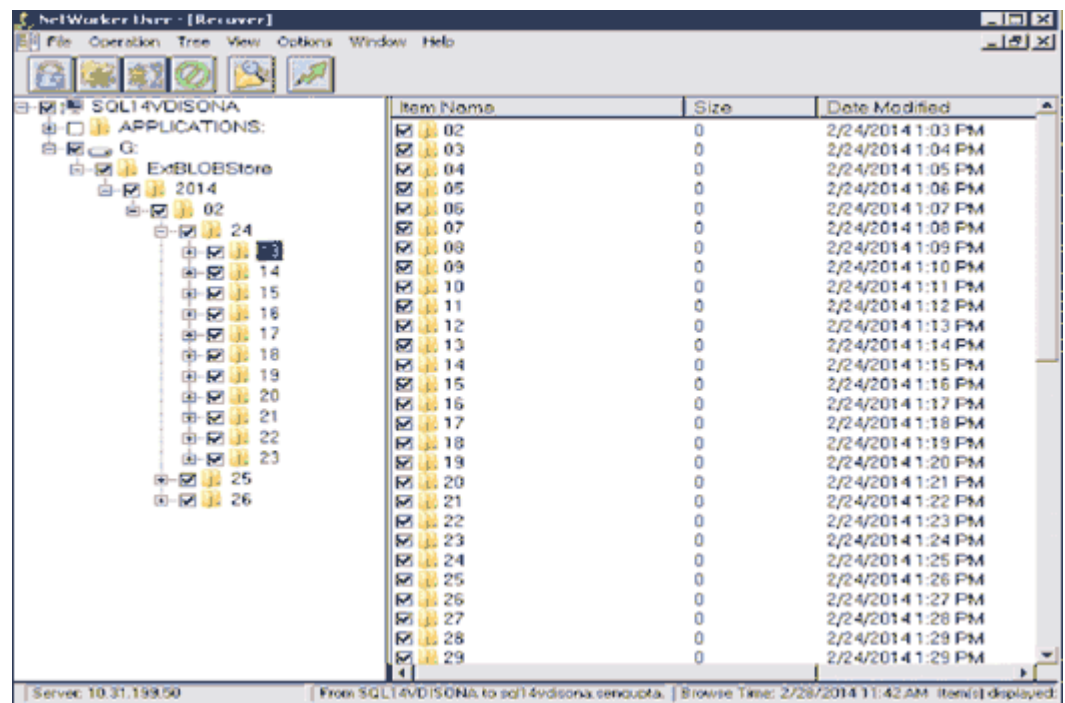 NetWorker User - [Recover]
File Operation Tree View Options Window Help
SQL14VDISONA
APPLICATIONS:
G:
ExtBLOBStore
2014
02
24
13
14
15
16
17
18
19
20
21
22
23
25
26
Item Name Size Date Modified
02 0 2/24/2014 1:03 PM
03 0 2/24/2014 1:04 PM
04 0 2/24/2014 1:05 PM
05 0 2/24/2014 1:06 PM
06 0 2/24/2014 1:07 PM
07 0 2/24/2014 1:08 PM
08 0 2/24/2014 1:09 PM
09 0 2/24/2014 1:10 PM
10 0 2/24/2014 1:11 PM
11 0 2/24/2014 1:12 PM
12 0 2/24/2014 1:13 PM
13 0 2/24/2014 1:14 PM
14 0 2/24/2014 1:15 PM
15 0 2/24/2014 1:16 PM
16 0 2/24/2014 1:17 PM
17 0 2/24/2014 1:18 PM
18 0 2/24/2014 1:19 PM
19 0 2/24/2014 1:20 PM
20 0 2/24/2014 1:21 PM
21 0 2/24/2014 1:22 PM
22 0 2/24/2014 1:23 PM
23 0 2/24/2014 1:24 PM
24 0 2/24/2014 1:25 PM
25 0 2/24/2014 1:26 PM
26 0 2/24/2014 1:27 PM
27 0 2/24/2014 1:28 PM
28 0 2/24/2014 1:29 PM
29 0 2/24/2014 1:29 PM
Server: 10.31.199.50 From SQL14VDISONA to sql14vdisona.sengupta. Browse Time: 2/28/2014 11:42 AM Item(s) displayed: